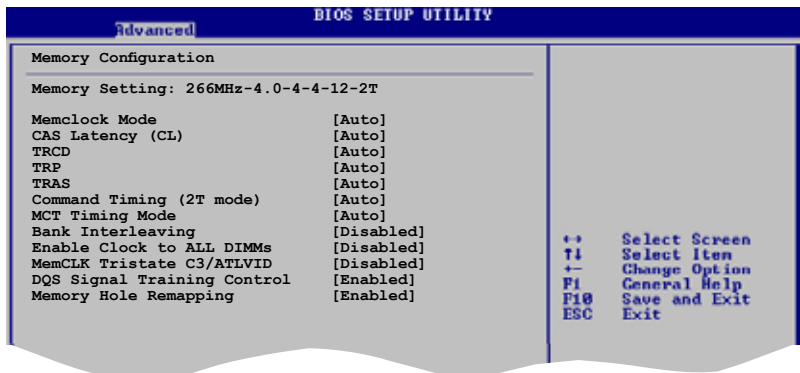 BIOS SETUP UTILITY
Advanced
Memory Configuration
Memory Setting: 266MHz-4.0-4-4-12-2T
Memclock Mode [Auto]
CAS Latency (CL) [Auto]
TRCD [Auto]
TRP [Auto]
TRAS [Auto]
Command Timing (2T mode) [Auto]
MCT Timing Mode [Auto]
Bank Interleaving [Disabled]
Enable Clock to ALL DIMMs [Disabled]
MemCLK Tristate C3/ATLVID [Disabled]
DQS Signal Training Control [Enabled]
Memory Hole Remapping [Enabled]
↔ Select Screen
↑↓ Select Item
+- Change Option
F1 General Help
F10 Save and Exit
ESC Exit